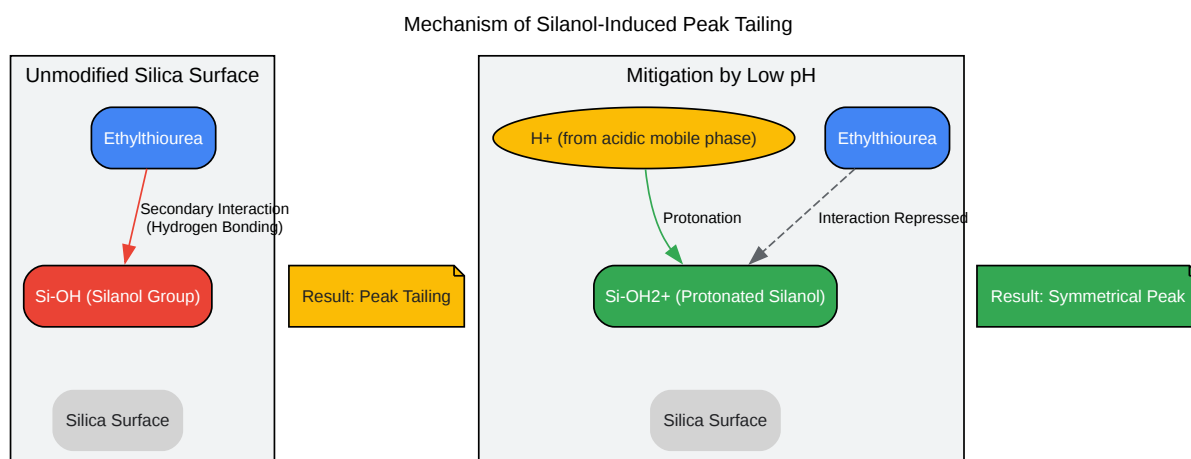 Mechanism of Silanol-Induced Peak Tailing
Unmodified Silica Surface
Ethylthiourea
Secondary Interaction
(Hydrogen Bonding)
Si-OH (Silanol Group)
Silica Surface
Result: Peak Tailing
Mitigation by Low pH
H+ (from acidic mobile phase)
Ethylthiourea
Protonation
Interaction Repressed
Si-OH2+ (Protonated Silanol)
Silica Surface
Result: Symmetrical Peak